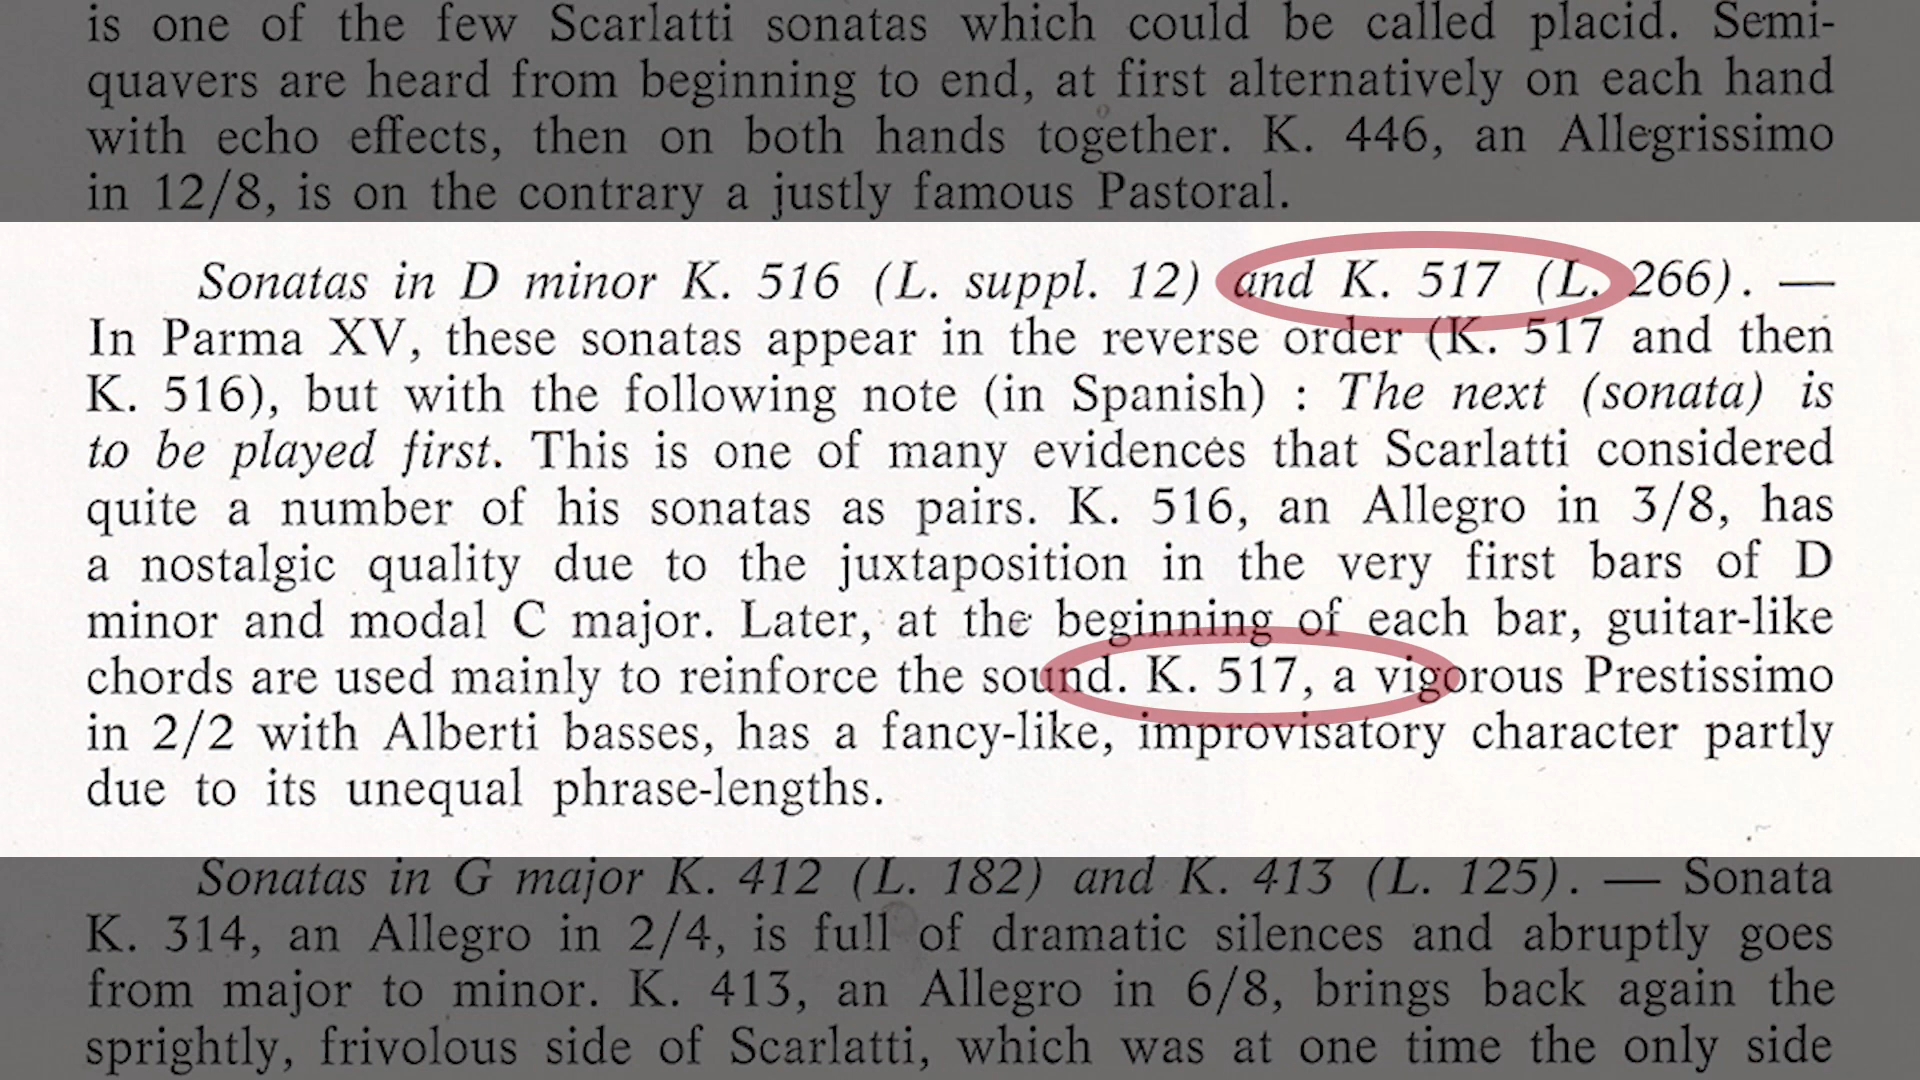 is one of the few Scarlatti sonatas which could be called placid. Semi-
quavers are heard from beginning to end, at first alternatively on each hand
with echo effects, then on both hands together. K. 446, an Allegrissimo
in 12/8, is on the contrary a justly famous Pastoral.
Sonatas in D minor K. 516 (L. suppl. 12) and K. 517 (L. 266). —
In Parma XV, these sonatas appear in the reverse order (K. 517 and then
K. 516), but with the following note (in Spanish) : The next (sonata) is
to be played first. This is one of many evidences that Scarlatti considered
quite a number of his sonatas as pairs. K. 516, an Allegro in 3/8, has
a nostalgic quality due to the juxtaposition in the very first bars of D
minor and modal C major. Later, at the beginning of each bar, guitar-like
chords are used mainly to reinforce the sound. K. 517, a vigorous Prestissimo
in 2/2 with Alberti basses, has a fancy-like, improvisatory character partly
due to its unequal phrase-lengths.
Sonatas in G major K. 412 (L. 182) and K. 413 (L. 125). — Sonata
K. 314, an Allegro in 2/4, is full of dramatic silences and abruptly goes
from major to minor. K. 413, an Allegro in 6/8, brings back again the
sprightly, frivolous side of Scarlatti, which was at one time the only side